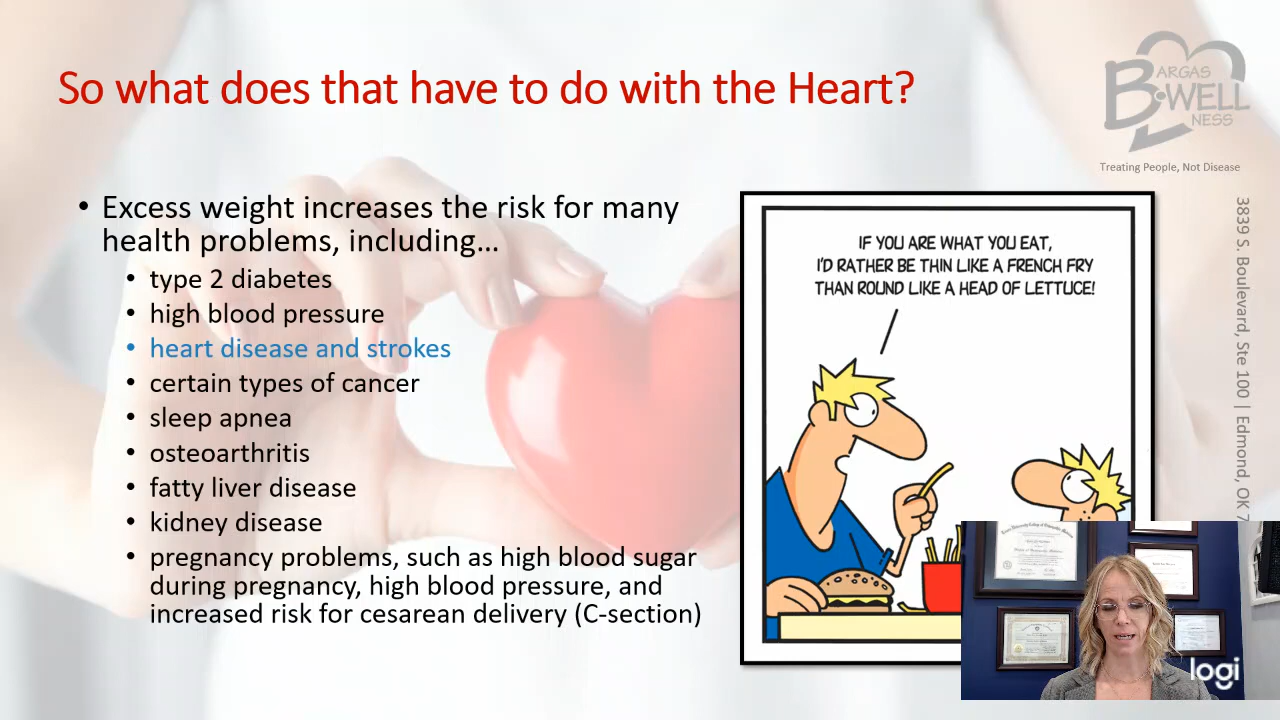 So what does that have to do with the Heart?
BARGAS
BeWELL
NESS
Treating People, Not Disease
• Excess weight increases the risk for many
health problems, including…
• type 2 diabetes
• high blood pressure
• heart disease and strokes
• certain types of cancer
• sleep apnea
• osteoarthritis
• fatty liver disease
• kidney disease
• pregnancy problems, such as high blood sugar
during pregnancy, high blood pressure, and
increased risk for cesarean delivery (C-section)
IF YOU ARE WHAT YOU EAT,
I'D RATHER BE THIN LIKE A FRENCH FRY
THAN ROUND LIKE A HEAD OF LETTUCE!
3839 S. Boulevard, Ste 100 | Edmond, OK 7
logi